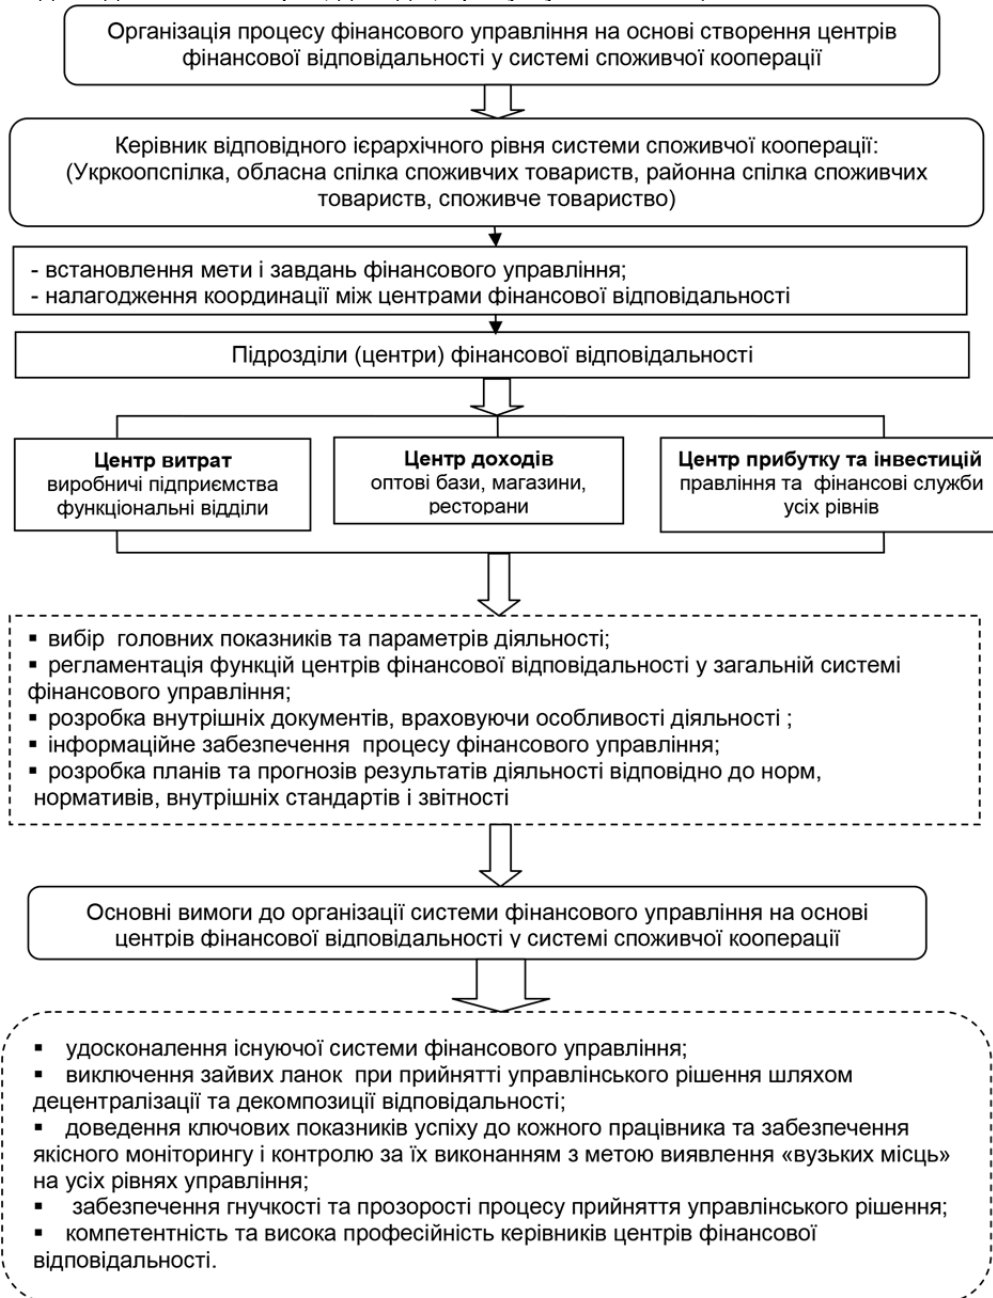 Організація процесу фінансового управління на основі створення центрів
фінансової відповідальності у системі споживчої кооперації
Керівник відповідного ієрархічного рівня системи споживчої кооперації:
(Укркоопспілка, обласна спілка споживчих товариств, районна спілка споживчих
товариств, споживче товариство)
- встановлення мети і завдань фінансового управління;
- налагодження координації між центрами фінансової відповідальності
Підрозділи (центри) фінансової відповідальності
Центр витрат
виробничі підприємства
функціональні відділи
Центр доходів
оптові бази, магазини,
ресторани
Центр прибутку та інвестицій
правління та фінансові служби
усіх рівнів
▪ вибір головних показників та параметрів діяльності;
▪ регламентація функцій центрів фінансової відповідальності у загальній системі
фінансового управління;
▪ розробка внутрішніх документів, враховуючи особливості діяльності ;
▪ інформаційне забезпечення процесу фінансового управління;
▪ розробка планів та прогнозів результатів діяльності відповідно до норм,
нормативів, внутрішніх стандартів і звітності
Основні вимоги до організації системи фінансового управління на основі
центрів фінансової відповідальності у системі споживчої кооперації
▪ удосконалення існуючої системи фінансового управління;
▪ виключення зайвих ланок при прийнятті управлінського рішення шляхом
децентралізації та декомпозиції відповідальності;
▪ доведення ключових показників успіху до кожного працівника та забезпечення
якісного моніторингу і контролю за їх виконанням з метою виявлення «вузьких місць»
на усіх рівнях управління;
▪ забезпечення гнучкості та прозорості процесу прийняття управлінського рішення;
▪ компетентність та висока професійність керівників центрів фінансової
відповідальності.